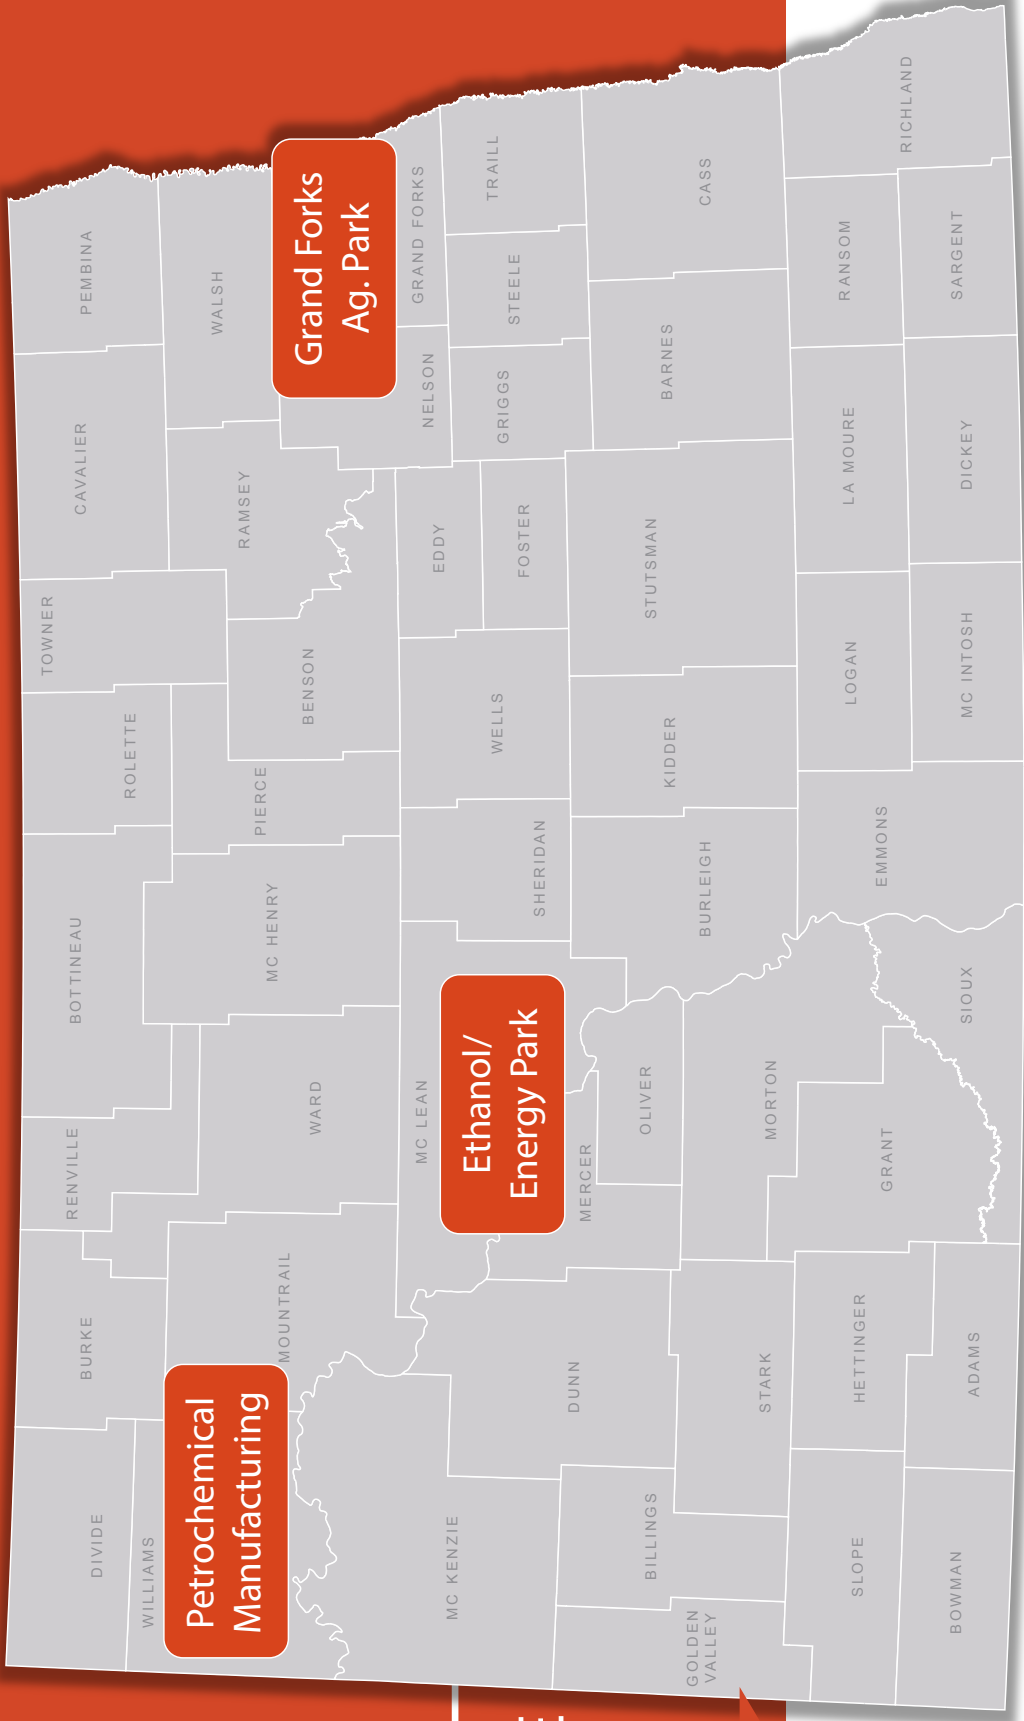 DIVIDE
BURKE
RENVILLE
BOTTINEAU
ROLETTE
TOWNER
CAVALIER
PEMBINA
WILLIAMS
Petrochemical
Manufacturing
MOUNTRAIL
WARD
MC HENRY
PIERCE
BENSON
RAMSEY
WALSH
Grand Forks
Ag. Park
GRAND FORKS
NELSON
MC KENZIE
MC LEAN
Ethanol/
Energy Park
SHERIDAN
WELLS
EDDY
FOSTER
GRIGGS
STEELE
TRAILL
DUNN
MERCER
OLIVER
BURLEIGH
KIDDER
STUTSMAN
BARNES
CASS
GOLDEN
VALLEY
BILLINGS
STARK
MORTON
SLOPE
HETTINGER
GRANT
EMMONS
LOGAN
LA MOURE
RANSOM
RICHLAND
BOWMAN
ADAMS
SIOUX
MC INTOSH
DICKEY
SARGENT